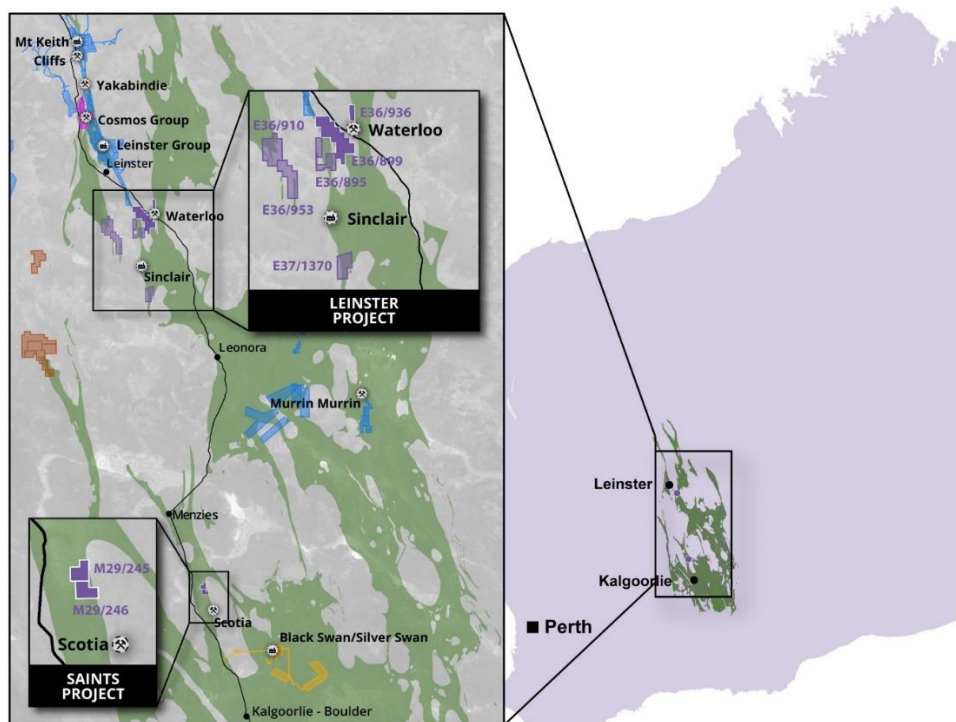 Mt Keith
Cliffs
Yakabindie
Cosmos Group
Leinster Group
Leinster
Waterloo
Sinclair
E36/910
E36/936
Waterloo
E36/899
E36/895
E36/953
Sinclair
E37/1370
LEINSTER
PROJECT
Leonora
Murrin Murrin
Menzies
M29/245
M29/246
Scotia
SAINTS
PROJECT
Scotia
Black Swan/Silver Swan
Kalgoorlie - Boulder
Leinster
Kalgoorlie
Perth